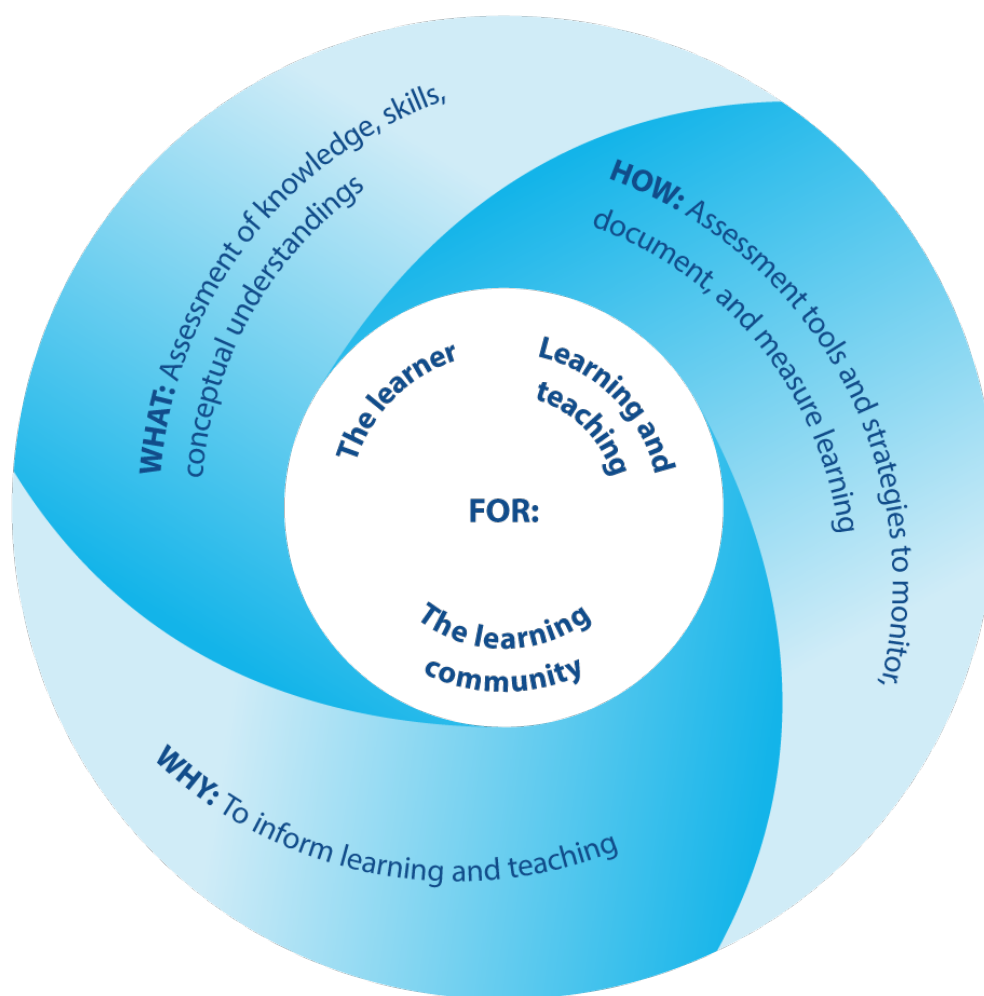 WHAT: Assessment of knowledge, skills,
conceptual understandings
HOW: Assessment tools and strategies to monitor,
document, and measure learning
The learner
Learning and
teaching
FOR:
The learning
community
WHY: To inform learning and teaching